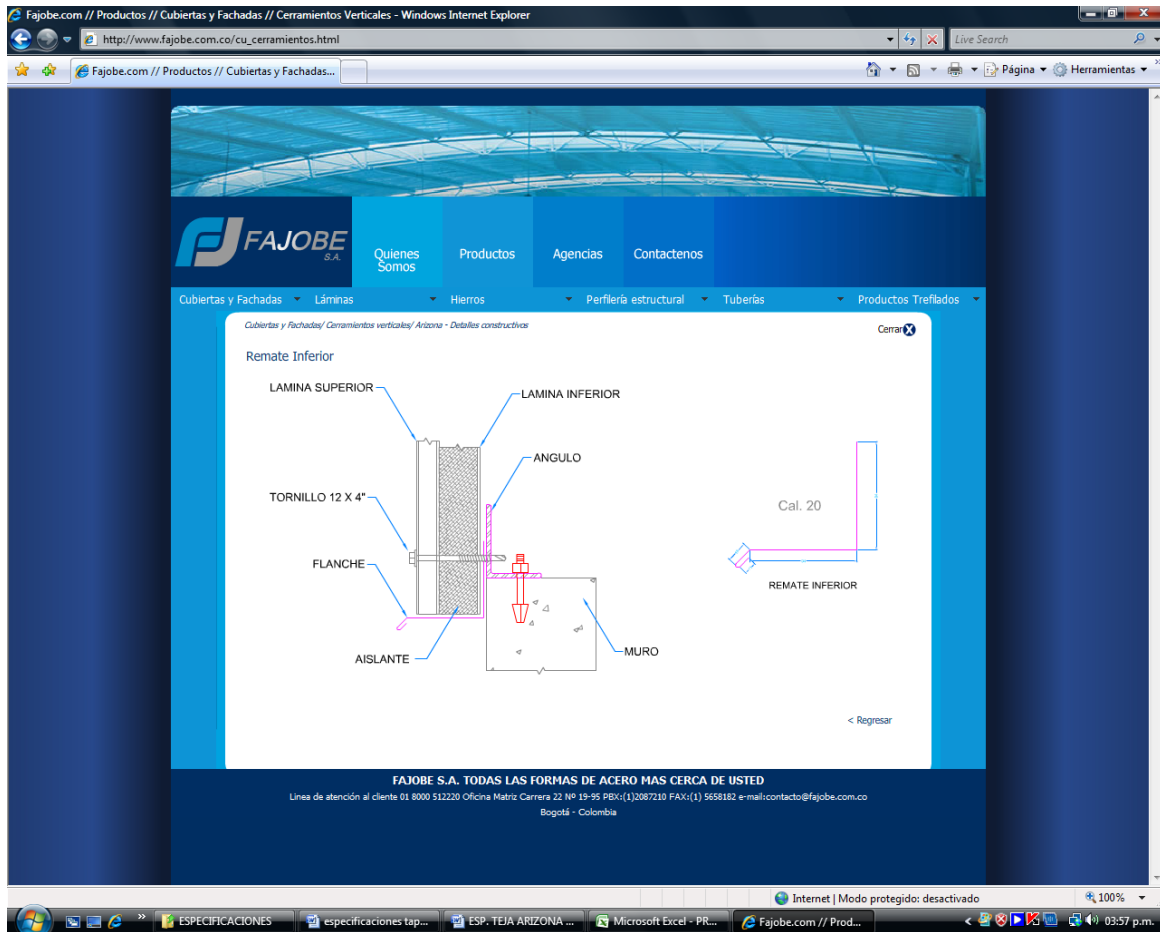 Fajobe.com // Productos // Cubiertas y Fachadas // Cerramientos Verticales - Windows Internet Explorer
http://www.fajobe.com.co/cu_cerramientos.html
Live Search
Fajobe.com // Productos // Cubiertas y Fachadas...
Página
Herramientas
FAJOBE
S.A.
Quienes
Somos
Productos
Agencias
Contactenos
Cubiertas y Fachadas
Láminas
Hierros
Perfilería estructural
Tuberías
Productos Trefilados
Cubiertas y Fachadas/ Cerramientos verticales/ Arizona - Detalles constructivos
Cerrar
Remate Inferior
LAMINA SUPERIOR
LAMINA INFERIOR
ANGULO
TORNILLO 12 X 4"
Cal. 20
FLANCHE
REMATE INFERIOR
AISLANTE
MURO
< Regresar
FAJOBE S.A. TODAS LAS FORMAS DE ACERO MAS CERCA DE USTED
Linea de atención al cliente 01 8000 512220 Oficina Matriz Carrera 22 Nº 19-95 PBX:(1)2087210 FAX:(1) 5658182 e-mail:contacto@fajobe.com.co
Bogotá - Colombia
Internet | Modo protegido: desactivado
100%
ESPECIFICACIONES
especificaciones tap...
ESP. TEJA ARIZONA ...
Microsoft Excel - PR...
Fajobe.com // Prod...
03:57 p.m.